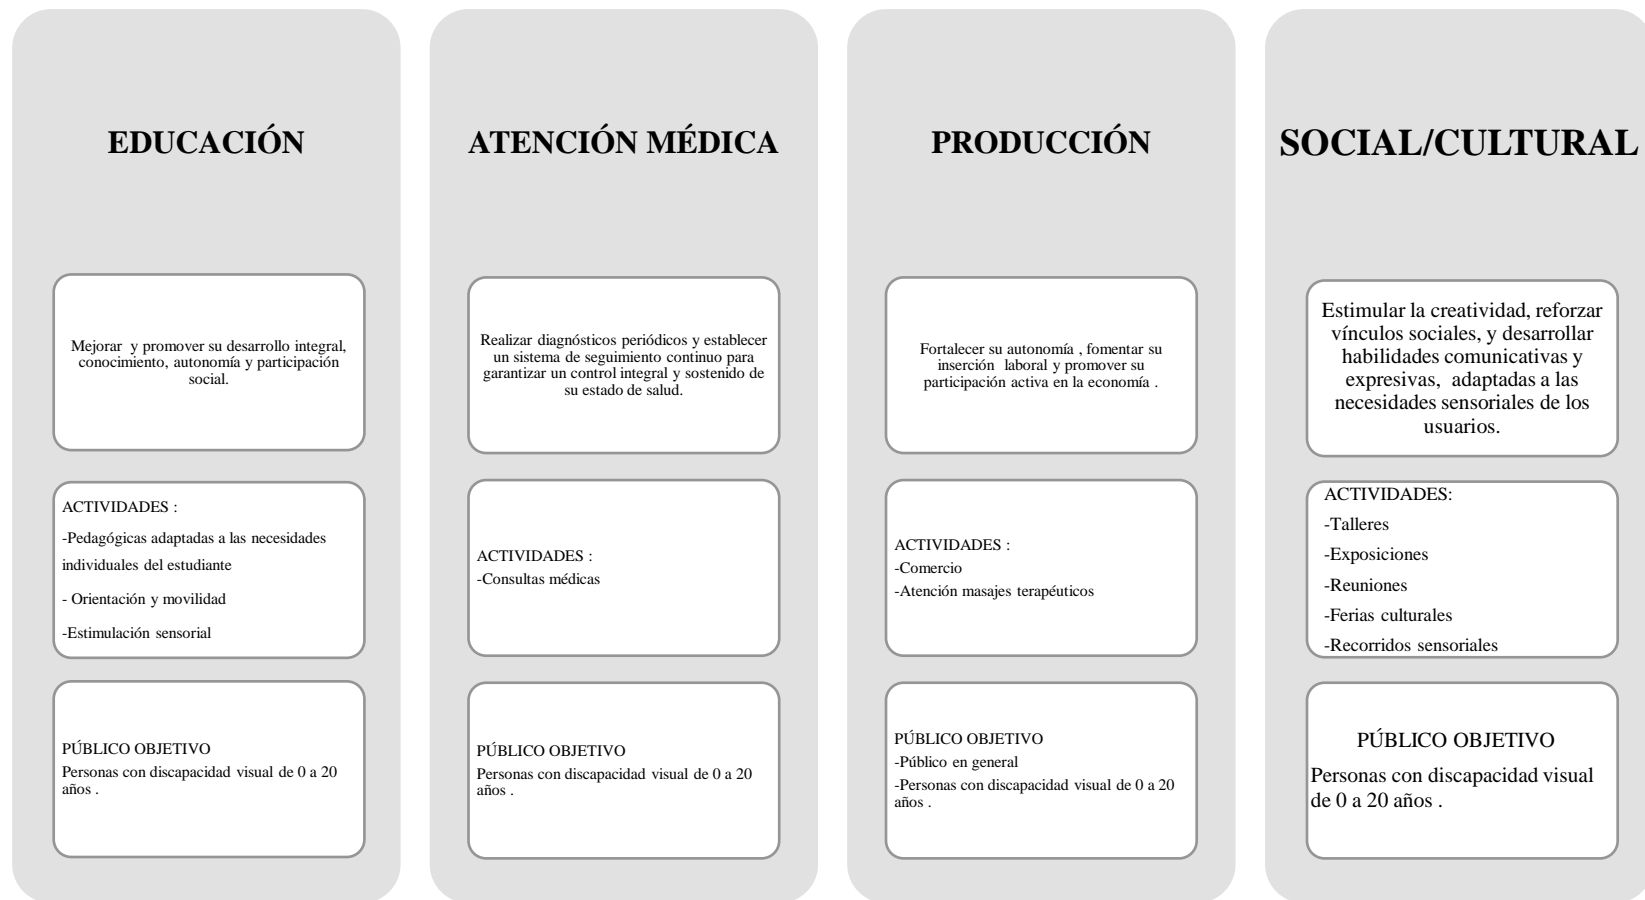 EDUCACIÓN
Mejorar y promover su desarrollo integral,
conocimiento, autonomía y participación
social.
ACTIVIDADES :
-Pedagógicas adaptadas a las necesidades
individuales del estudiante
- Orientación y movilidad
-Estimulación sensorial
PÚBLICO OBJETIVO
Personas con discapacidad visual de 0 a 20
años .
ATENCIÓN MÉDICA
Realizar diagnósticos periódicos y establecer
un sistema de seguimiento continuo para
garantizar un control integral y sostenido de
su estado de salud.
ACTIVIDADES :
-Consultas médicas
PÚBLICO OBJETIVO
Personas con discapacidad visual de 0 a 20
años .
PRODUCCIÓN
Fortalecer su autonomía , fomentar su
inserción laboral y promover su
participación activa en la economía .
ACTIVIDADES :
-Comercio
-Atención masajes terapéuticos
PÚBLICO OBJETIVO
-Público en general
-Personas con discapacidad visual de 0 a 20
años .
SOCIAL/CULTURAL
Estimular la creatividad, reforzar
vínculos sociales, y desarrollar
habilidades comunicativas y
expresivas, adaptadas a las
necesidades sensoriales de los
usuarios.
ACTIVIDADES:
-Talleres
-Exposiciones
-Reuniones
-Ferias culturales
-Recorridos sensoriales
PÚBLICO OBJETIVO
Personas con discapacidad visual
de 0 a 20 años .